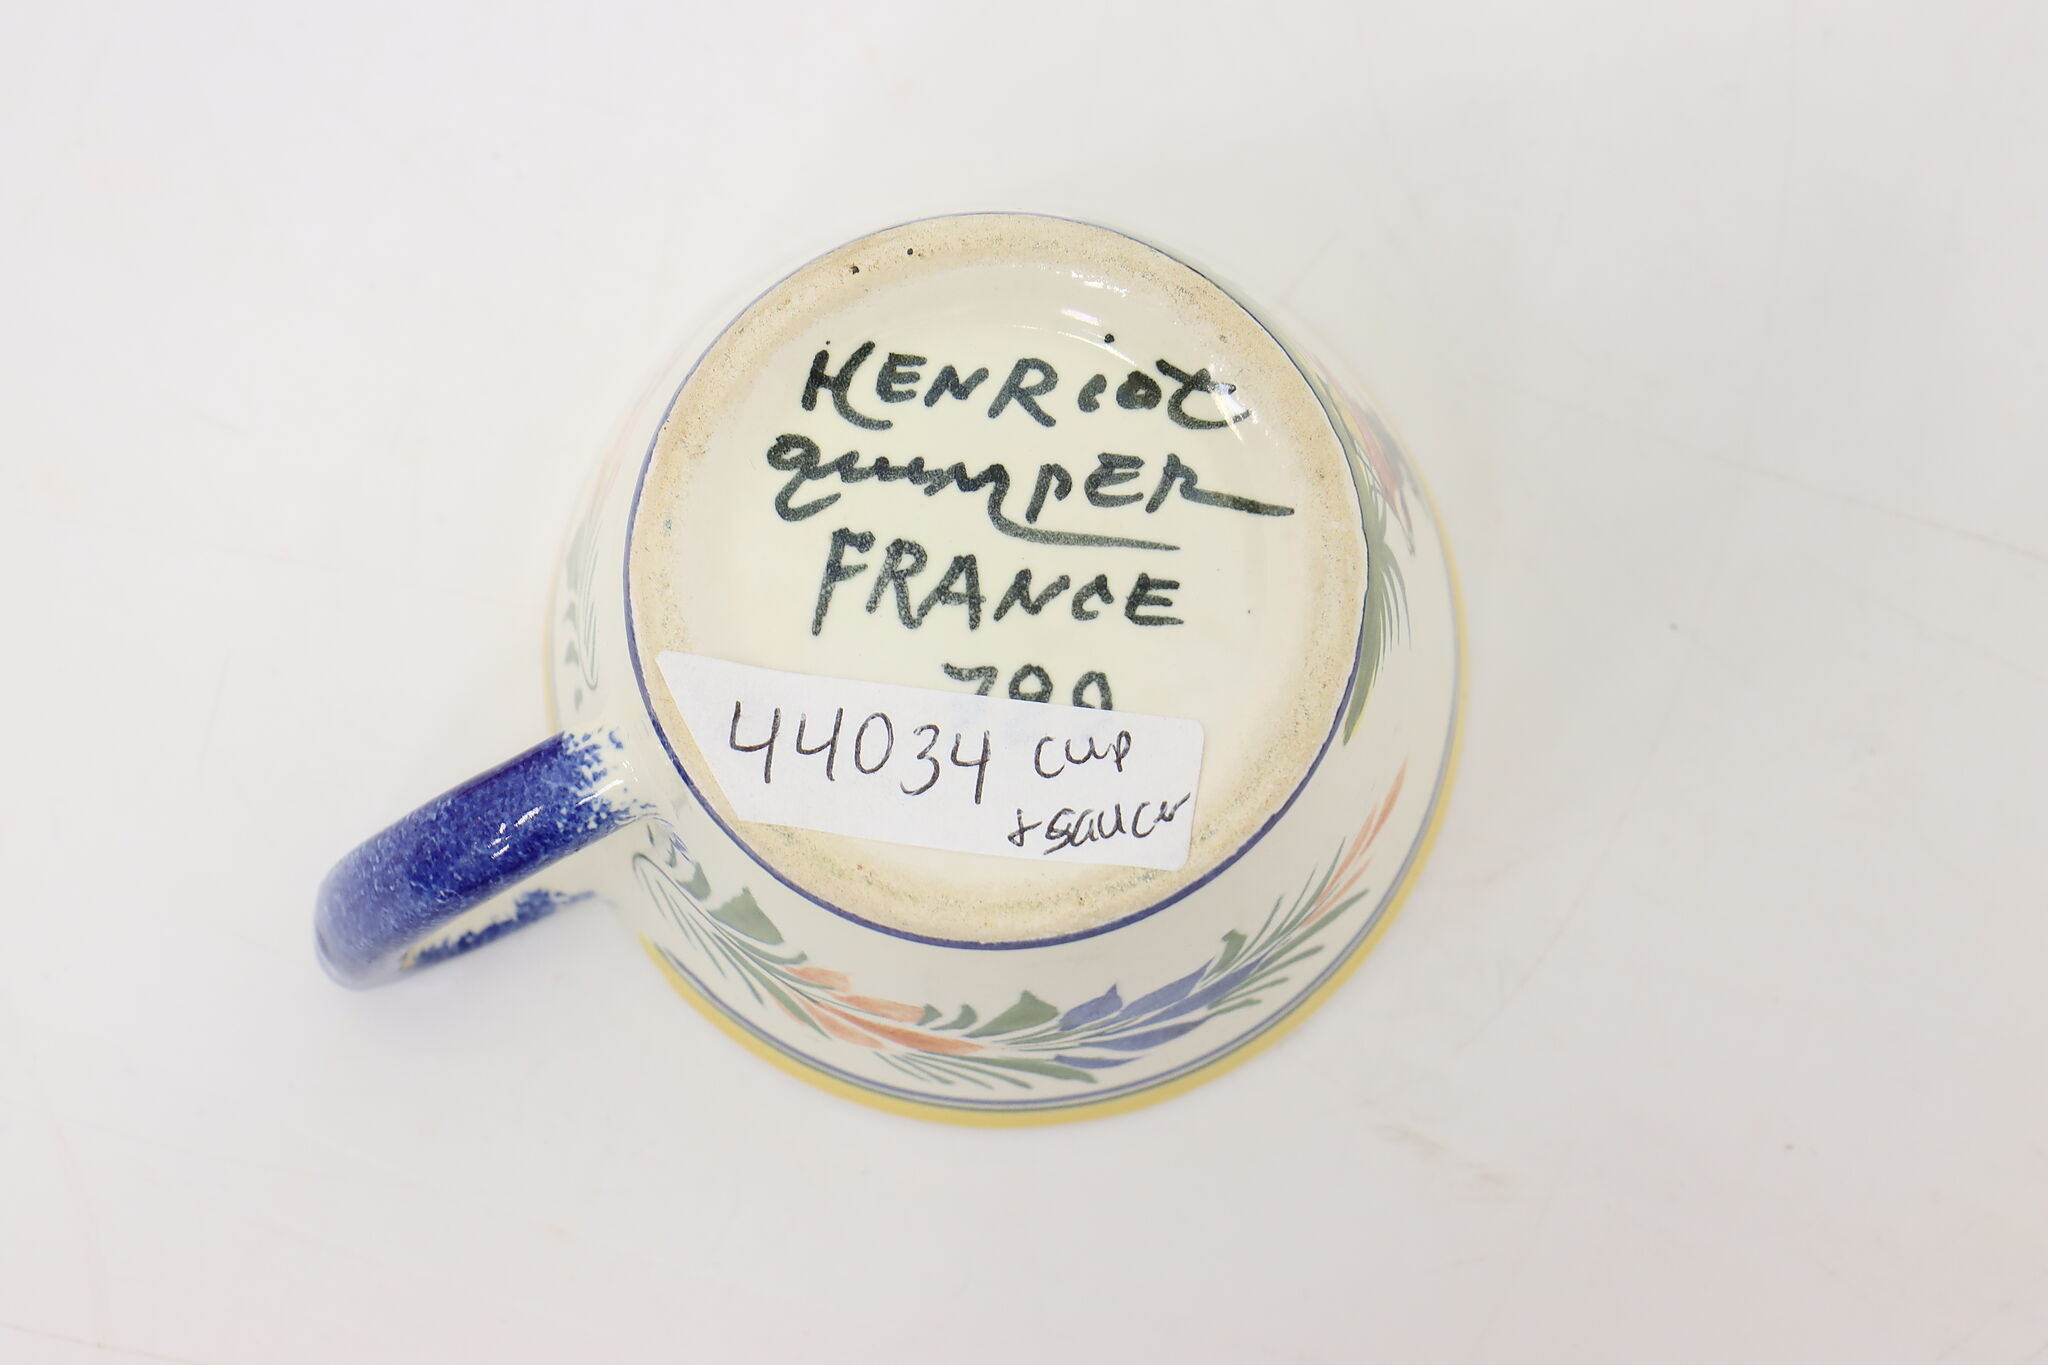 HENRiOt
quimpER
FRANCE
44034 cup
+ saucer